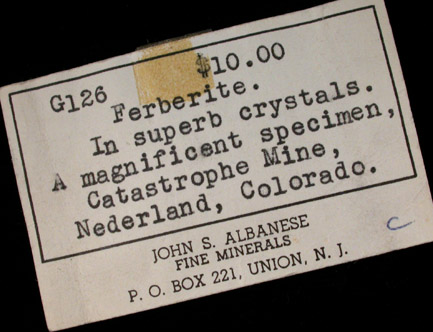 G126 $10.00
Ferberite.
In superb crystals.
A magnificent specimen,
Catastrophe Mine,
Nederland, Colorado.
JOHN S. ALBANESE
FINE MINERALS
P. O. BOX 221, UNION, N. J.
C